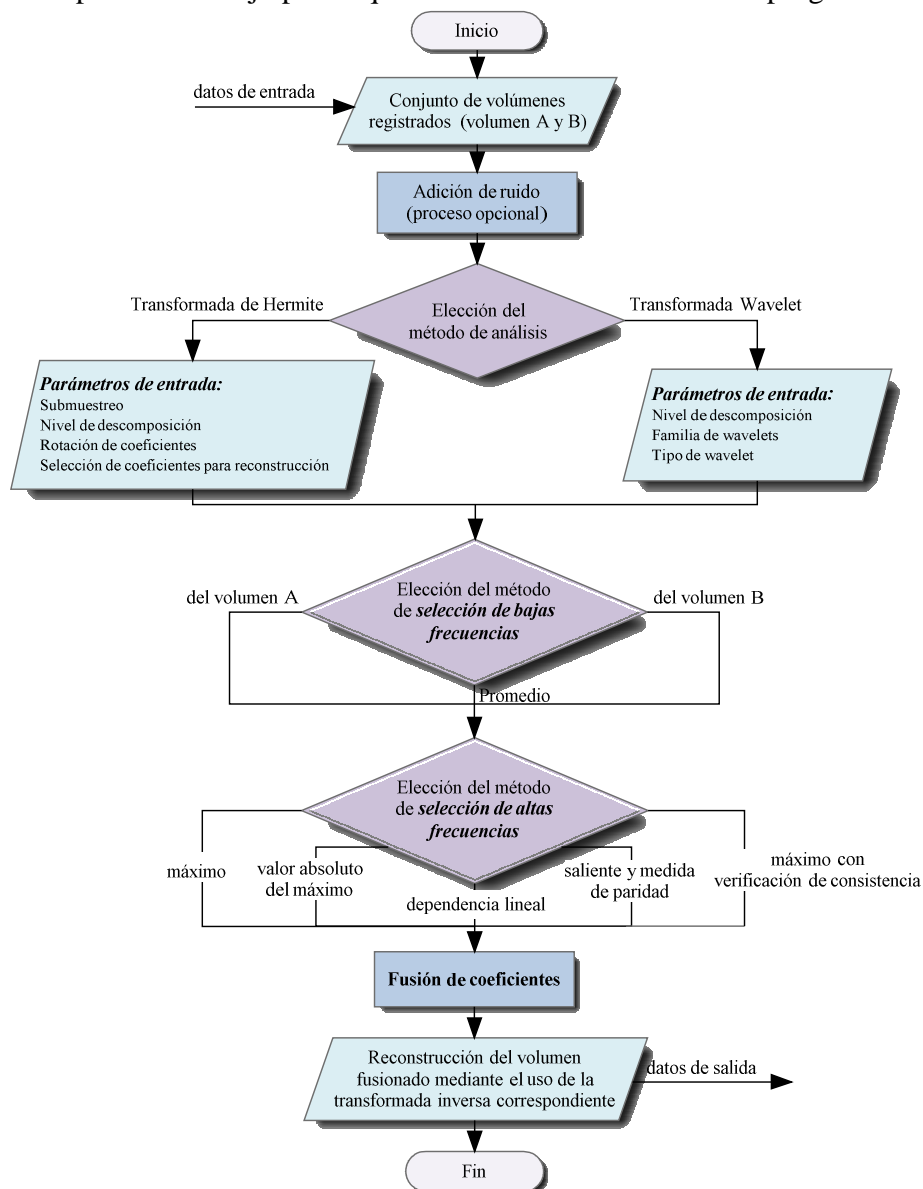 Inicio
datos de entrada
Conjunto de volúmenes
registrados (volumen A y B)
Adición de ruido
(proceso opcional)
Transformada de Hermite
Elección del
método de análisis
Transformada Wavelet
Parámetros de entrada:
Submuestreo
Nivel de descomposición
Rotación de coeficientes
Selección de coeficientes para reconstrucción
Parámetros de entrada:
Nivel de descomposición
Familia de wavelets
Tipo de wavelet
del volumen A
Elección del método
de selección de bajas
frecuencias
del volumen B
Promedio
Elección del método
de selección de altas
frecuencias
máximo
valor absoluto
del máximo
dependencia lineal
saliente y medida
de paridad
máximo con
verificación de consistencia
Fusión de coeficientes
Reconstrucción del volumen
fusionado mediante el uso de la
transformada inversa correspondiente
datos de salida
Fin